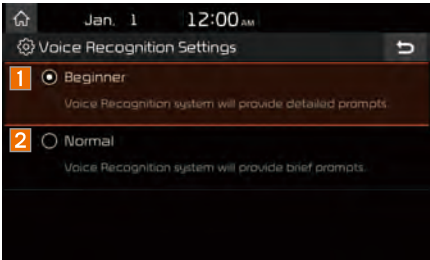 Jan. 1 12:00 AM
Voice Recognition Settings
1 Beginner
Voice Recognition system will provide detailed prompts.
2 Normal
Voice Recognition system will provide brief prompts.